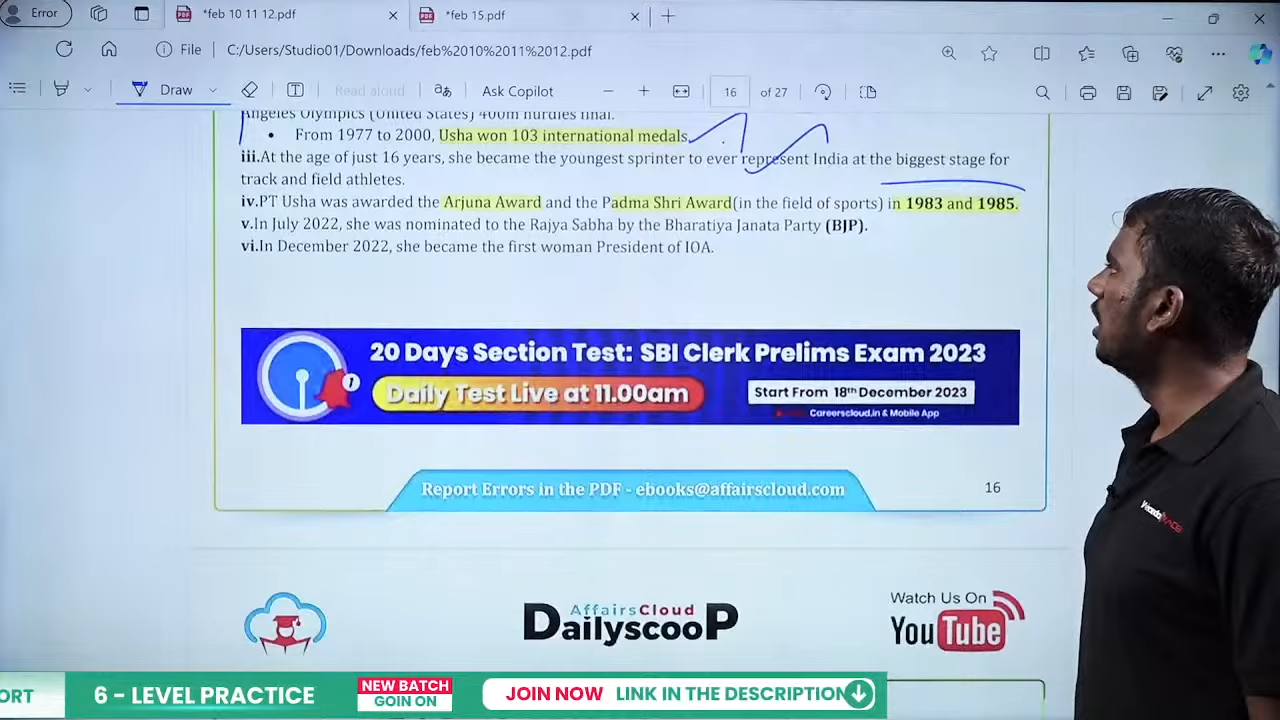 Error
*feb 10 11 12.pdf
*feb 15.pdf
File
C:/Users/Studio01/Downloads/feb%2010%2011%2012.pdf
Draw
Read aloud
Ask Copilot
16
of 27
Angeles Olympics (United States) 400m hurdles final.
• From 1977 to 2000, Usha won 103 international medals.
iii.At the age of just 16 years, she became the youngest sprinter to ever represent India at the biggest stage for
track and field athletes.
iv.PT Usha was awarded the Arjuna Award and the Padma Shri Award(in the field of sports) in 1983 and 1985.
v.In July 2022, she was nominated to the Rajya Sabha by the Bharatiya Janata Party (BJP).
vi.In December 2022, she became the first woman President of IOA.
20 Days Section Test: SBI Clerk Prelims Exam 2023
Daily Test Live at 11.00am
Start From 18th December 2023
Careerscloud.in & Mobile App
Report Errors in the PDF - ebooks@affairscloud.com
16
AffairsCloud
DailyscooP
Watch Us On
YouTube
ORT
6 - LEVEL PRACTICE
NEW BATCH
GOIN ON
JOIN NOW LINK IN THE DESCRIPTION